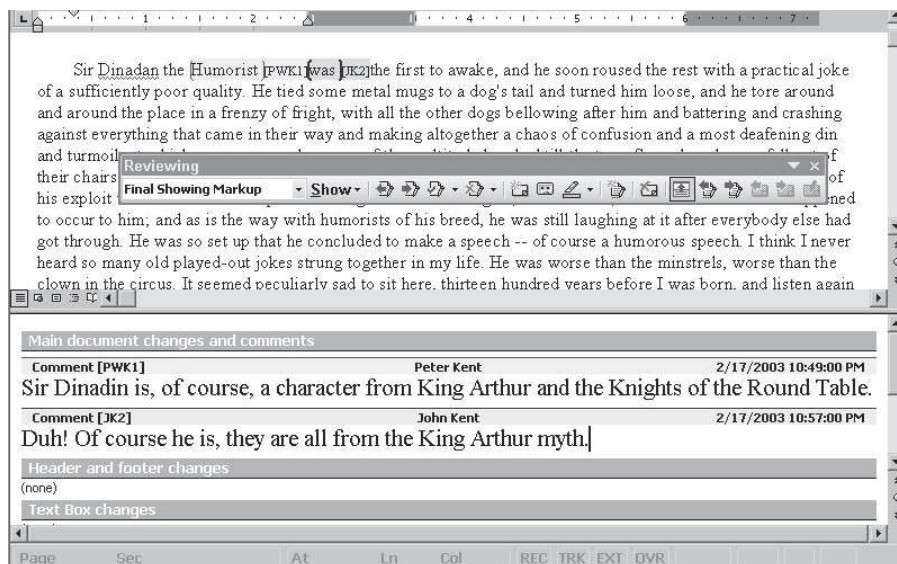 1 2 4 5 6 7
Sir Dinadan the Humorist [PWK1]was [JK2]the first to awake, and he soon roused the rest with a practical joke
of a sufficiently poor quality. He tied some metal mugs to a dog's tail and turned him loose, and he tore around
and around the place in a frenzy of fright, with all the other dogs bellowing after him and battering and crashing
against everything that came in their way and making altogether a chaos of confusion and a most deafening din
and turmoil
Reviewing
their chairs of
Final Showing Markup Show
his exploit
to occur to him; and as is the way with humorists of his breed, he was still laughing at it after everybody else had
got through. He was so set up that he concluded to make a speech -- of course a humorous speech. I think I never
heard so many old played-out jokes strung together in my life. He was worse than the minstrels, worse than the
clown in the circus. It seemed peculiarly sad to sit here, thirteen hundred years before I was born, and listen again
Main document changes and comments
Comment [PWK1] Peter Kent 2/17/2003 10:49:00 PM
Sir Dinadin is, of course, a character from King Arthur and the Knights of the Round Table.
Comment [JK2] John Kent 2/17/2003 10:57:00 PM
Duh! Of course he is, they are all from the King Arthur myth.
Header and footer changes
(none)
Text Box changes
Page Sec At Ln Col REC TRK EXT OVR